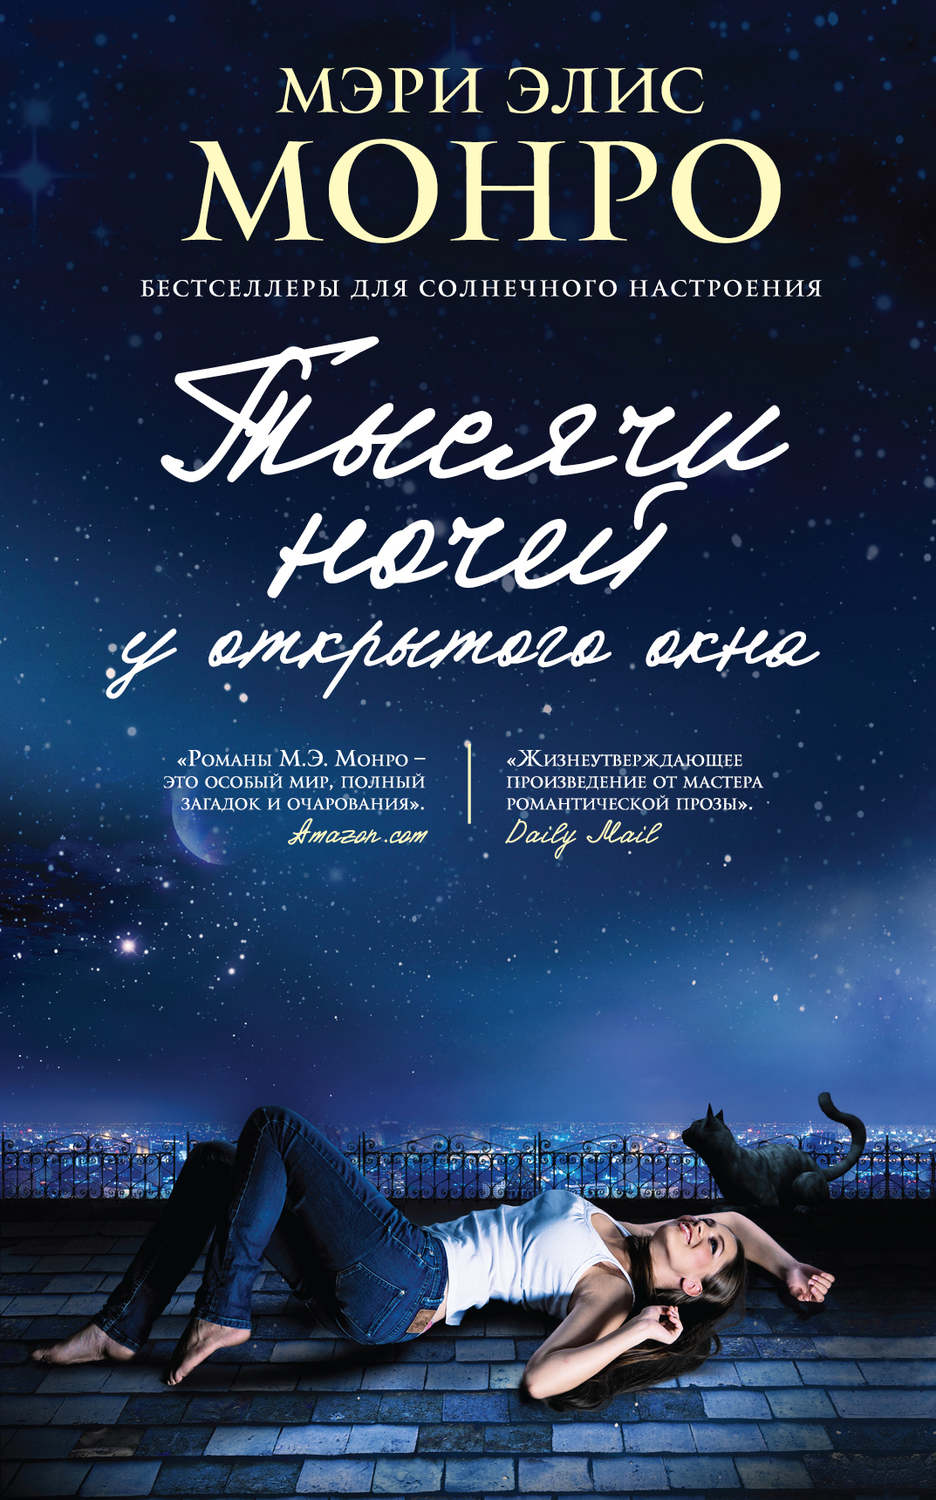 МЭРИ ЭЛИС
МОНРО
БЕСТСЕЛЛЕРЫ ДЛЯ СОЛНЕЧНОГО НАСТРОЕНИЯ
Тысячи
ночей
у открытого окна
«Романы М.Э. Монро –
это особый мир, полный
загадок и очарования».
Amazon.com
«Жизнеутверждающее
произведение от мастера
романтической прозы».
Daily Mail